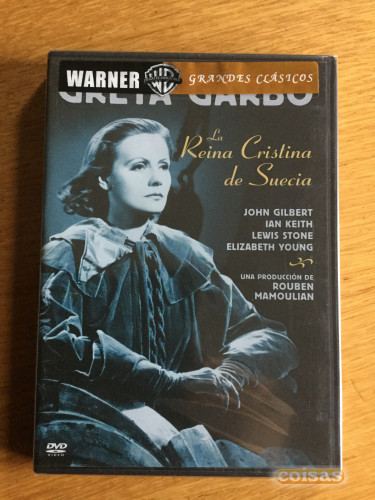 WARNER
WB
GRANDES CLÁSICOS
GRETA GARBO
La
Reina Cristina
de Suecia
JOHN GILBERT
IAN KEITH
LEWIS STONE
ELIZABETH YOUNG
UNA PRODUCCIÓN DE
ROUBEN
MAMOULIAN
DVD
VIDEO
coisas